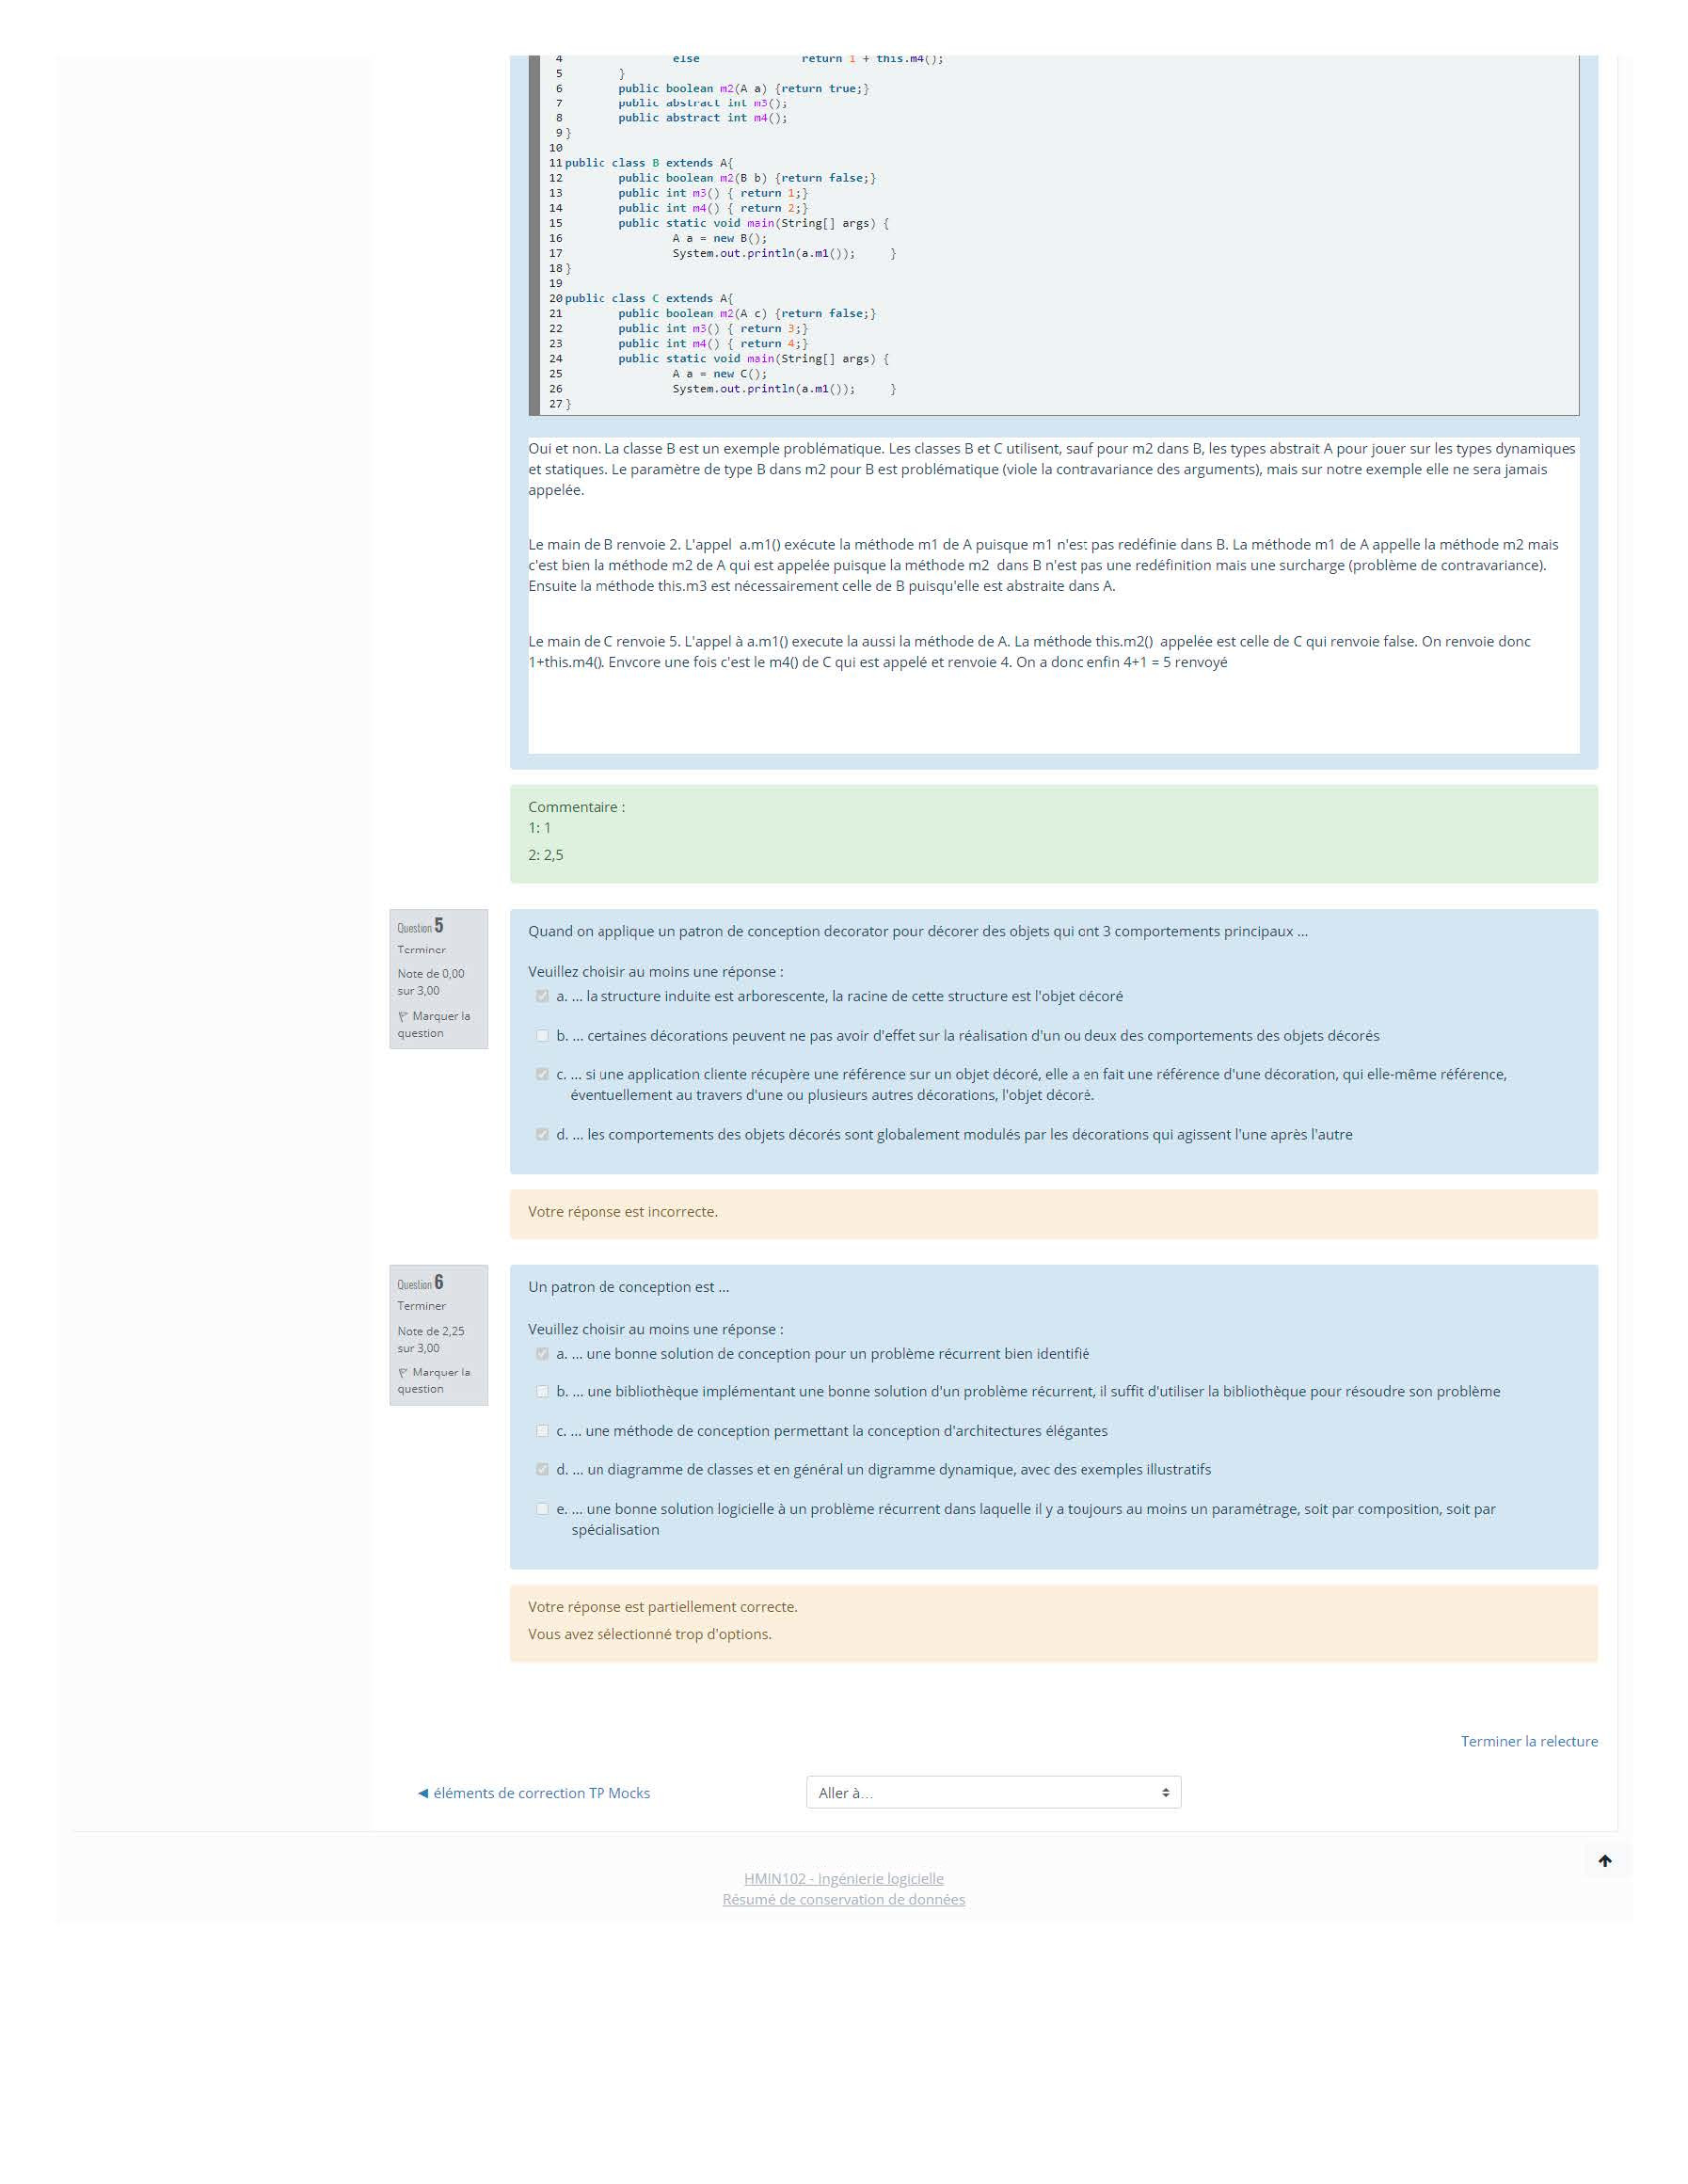 4 else return 1 + this.m4();
5 }
6 public boolean m2(A a) {return true;}
7 public abstract int m3();
8 public abstract int m4();
9 }
10
11 public class B extends A{
12 public boolean m2(B b) {return false;}
13 public int m3() { return 1;}
14 public int m4() { return 2;}
15 public static void main(String[] args) {
16 A a = new B();
17 System.out.println(a.m1()); }
18 }
19
20 public class C extends A{
21 public boolean m2(A c) {return false;}
22 public int m3() { return 3;}
23 public int m4() { return 4;}
24 public static void main(String[] args) {
25 A a = new C();
26 System.out.println(a.m1()); }
27 }
Oui et non. La classe B est un exemple problématique. Les classes B et C utilisent, sauf pour m2 dans B, les types abstrait A pour jouer sur les types dynamiques
et statiques. Le paramètre de type B dans m2 pour B est problématique (viole la contravariance des arguments), mais sur notre exemple elle ne sera jamais
appelée.
Le main de B renvoie 2. L'appel a.m1() exécute la méthode m1 de A puisque m1 n'est pas redéfinie dans B. La méthode m1 de A appelle la méthode m2 mais
c'est bien la méthode m2 de A qui est appelée puisque la méthode m2 dans B n'est pas une redéfinition mais une surcharge (problème de contravariance).
Ensuite la méthode this.m3 est nécessairement celle de B puisqu'elle est abstraite dans A.
Le main de C renvoie 5. L'appel à a.m1() execute la aussi la méthode de A. La méthode this.m2() appelée est celle de C qui renvoie false. On renvoie donc
1+this.m4(). Envcore une fois c'est le m4() de C qui est appelé et renvoie 4. On a donc enfin 4+1 = 5 renvoyé
Commentaire :
1: 1
2: 2,5
Question 5
Terminer
Note de 0,00
sur 3,00
Marquer la
question
Quand on applique un patron de conception decorator pour décorer des objets qui ont 3 comportements principaux ...
Veuillez choisir au moins une réponse :
a. ... la structure induite est arborescente, la racine de cette structure est l'objet décoré
b. ... certaines décorations peuvent ne pas avoir d'effet sur la réalisation d'un ou deux des comportements des objets décorés
c. ... si une application cliente récupère une référence sur un objet décoré, elle a en fait une référence d'une décoration, qui elle-même référence,
éventuellement au travers d'une ou plusieurs autres décorations, l'objet décoré.
d. ... les comportements des objets décorés sont globalement modulés par les décorations qui agissent l'une après l'autre
Votre réponse est incorrecte.
Question 6
Terminer
Note de 2,25
sur 3,00
Marquer la
question
Un patron de conception est ...
Veuillez choisir au moins une réponse :
a. ... une bonne solution de conception pour un problème récurrent bien identifié
b. ... une bibliothèque implémentant une bonne solution d'un problème récurrent, il suffit d'utiliser la bibliothèque pour résoudre son problème
c. ... une méthode de conception permettant la conception d'architectures élégantes
d. ... un diagramme de classes et en général un digramme dynamique, avec des exemples illustratifs
e. ... une bonne solution logicielle à un problème récurrent dans laquelle il y a toujours au moins un paramétrage, soit par composition, soit par
spécialisation
Votre réponse est partiellement correcte.
Vous avez sélectionné trop d'options.
Terminer la relecture
◄ éléments de correction TP Mocks
Aller à...
HMIN102 - Ingénierie logicielle
Résumé de conservation de données